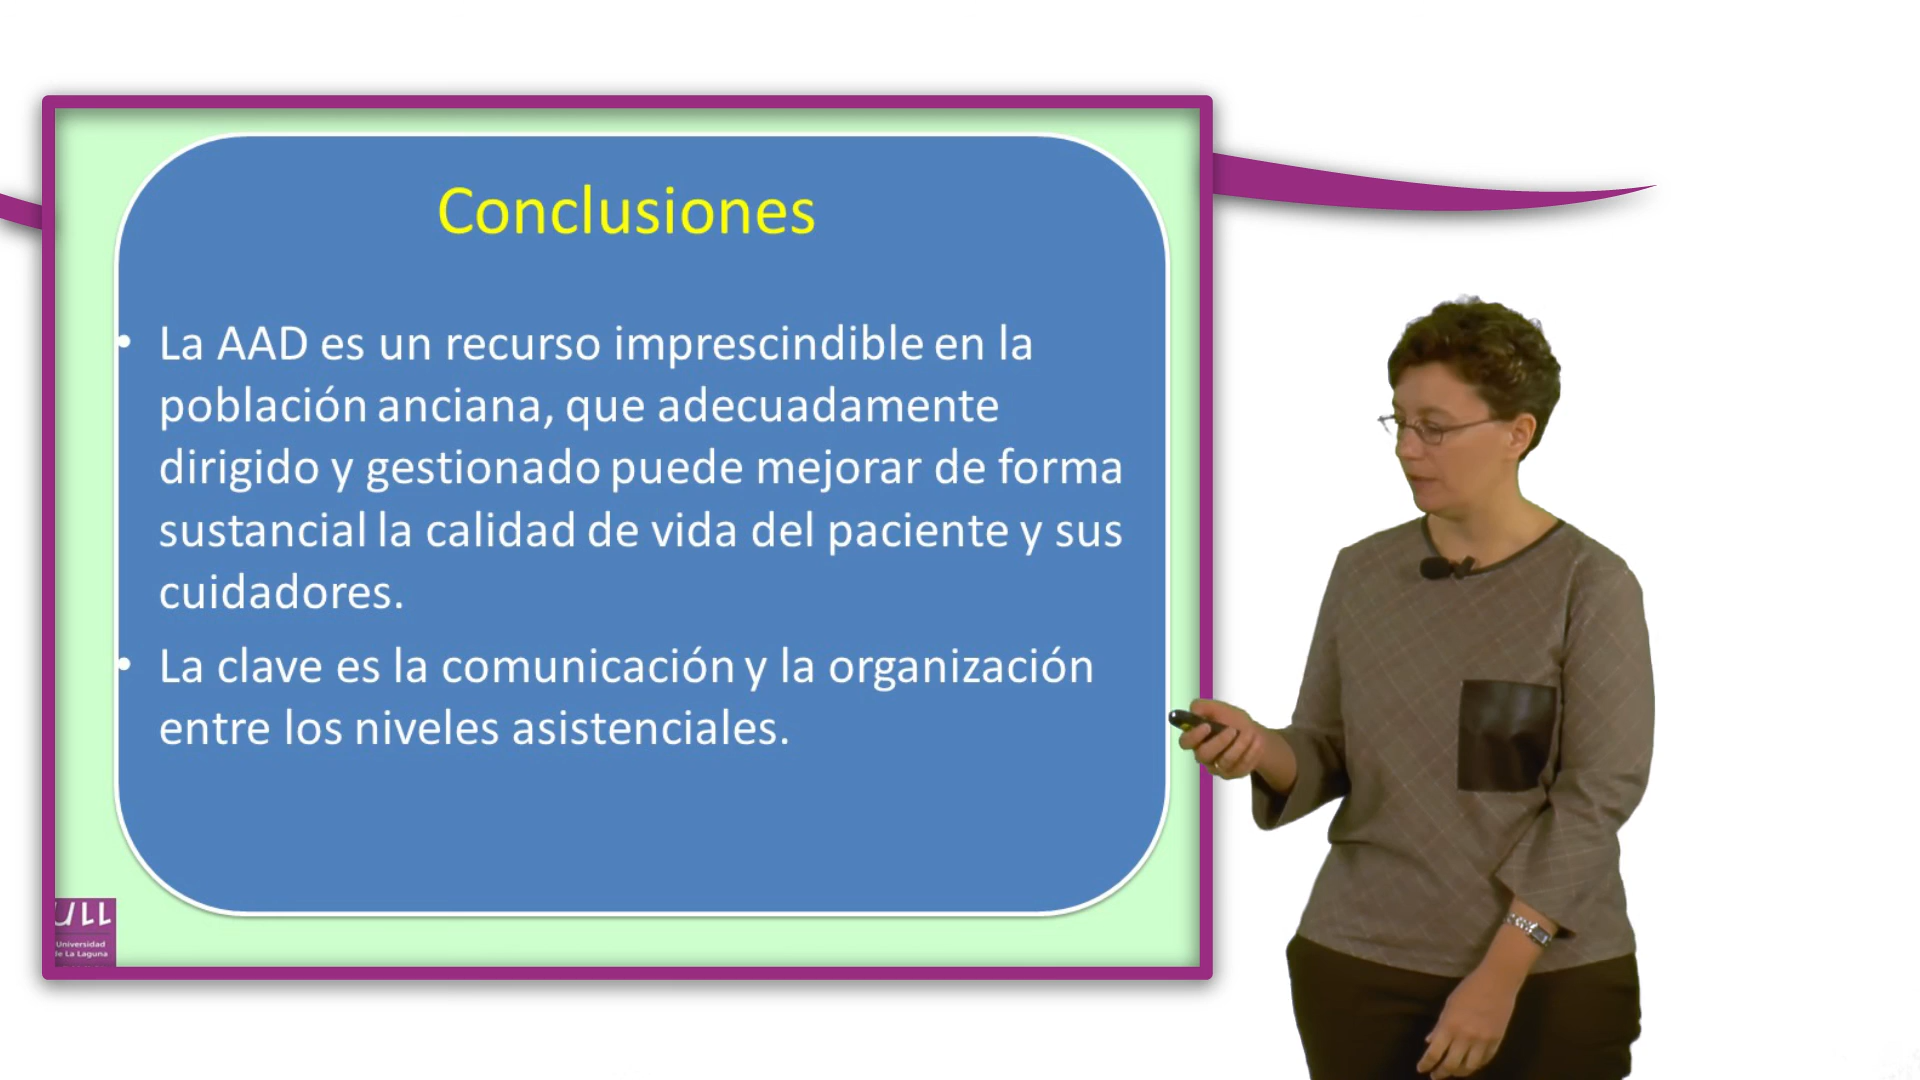 Conclusiones
• La AAD es un recurso imprescindible en la
población anciana, que adecuadamente
dirigido y gestionado puede mejorar de forma
sustancial la calidad de vida del paciente y sus
cuidadores.
• La clave es la comunicación y la organización
entre los niveles asistenciales.
ULL
Universidad
de La Laguna